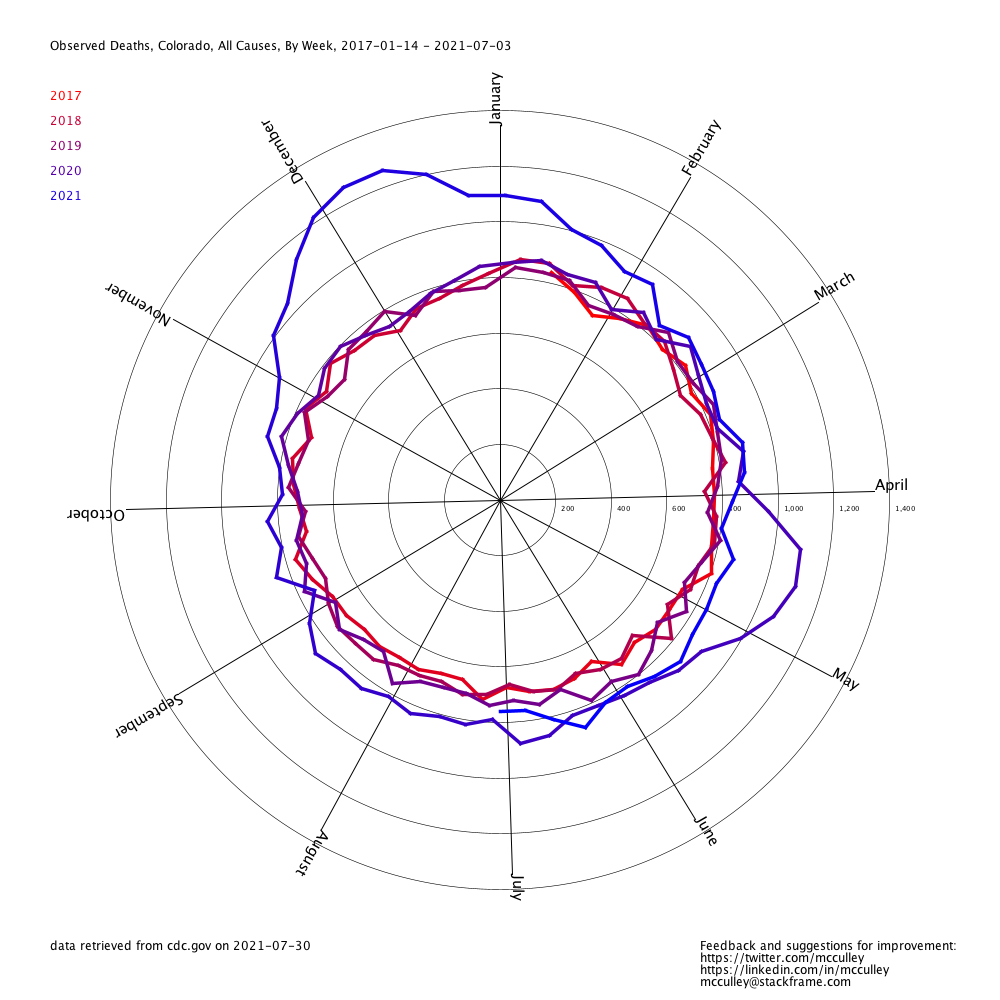 Observed Deaths, Colorado, All Causes, By Week, 2017-01-14 - 2021-07-03
2017
2018
2019
2020
2021
January
February
March
April
May
June
July
August
September
October
November
December
200
400
600
800
1,000
1,200
1,400
data retrieved from cdc.gov on 2021-07-30
Feedback and suggestions for improvement:
https://twitter.com/mcculley
https://linkedin.com/in/mcculley
mcculley@stackframe.com